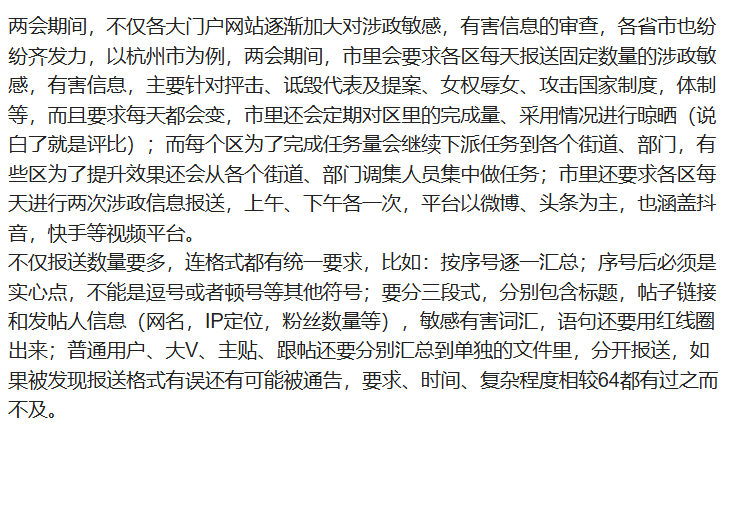 两会期间，不仅各大门户网站逐渐加大对涉政敏感，有害信息的审查，各省市也纷
纷齐发力，以杭州市为例，两会期间，市里会要求各区每天报送固定数量的涉政敏
感，有害信息，主要针对抨击、诋毁代表及提案、女权辱女、攻击国家制度，体制
等，而且要求每天都会变，市里还会定期对区里的完成量、采用情况进行晾晒（说
白了就是评比）；而每个区为了完成任务量会继续下派任务到各个街道、部门，有
些区为了提升效果还会从各个街道、部门调集人员集中做任务；市里还要求各区每
天进行两次涉政信息报送，上午、下午各一次，平台以微博、头条为主，也涵盖抖
音，快手等视频平台。
不仅报送数量要多，连格式都有统一要求，比如：按序号逐一汇总；序号后必须是
实心点，不能是逗号或者顿号等其他符号；要分三段式，分别包含标题，帖子链接
和发帖人信息（网名，IP定位，粉丝数量等），敏感有害词汇，语句还要用红线圈
出来；普通用户、大V、主贴、跟帖还要分别汇总到单独的文件里，分开报送，如
果被发现报送格式有误还有可能被通告，要求、时间、复杂程度相较64都有过之而
不及。